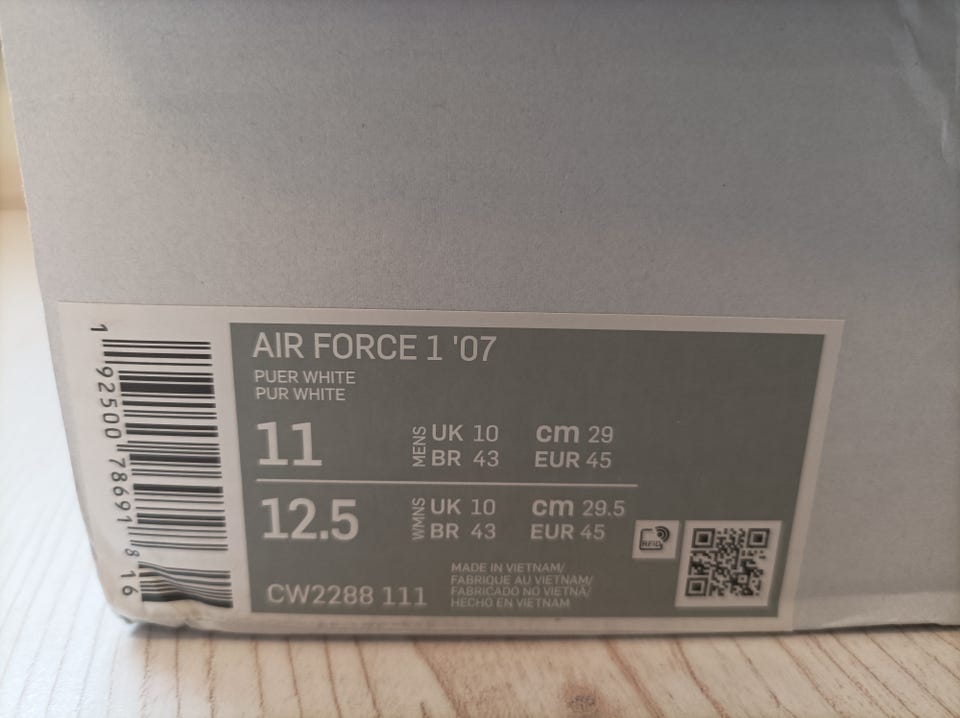 AIR FORCE 1 '07
PUER WHITE
PUR WHITE
11 MENS UK 10 cm 29
BR 43 EUR 45
12.5 WMNS UK 10 cm 29.5
BR 43 EUR 45
RFID
CW2288 111
MADE IN VIETNAM/
FABRIQUE AU VIETNAM/
FABRICADO NO VIETNÃ/
HECHO EN VIETNAM
1 92500 78691 8 16